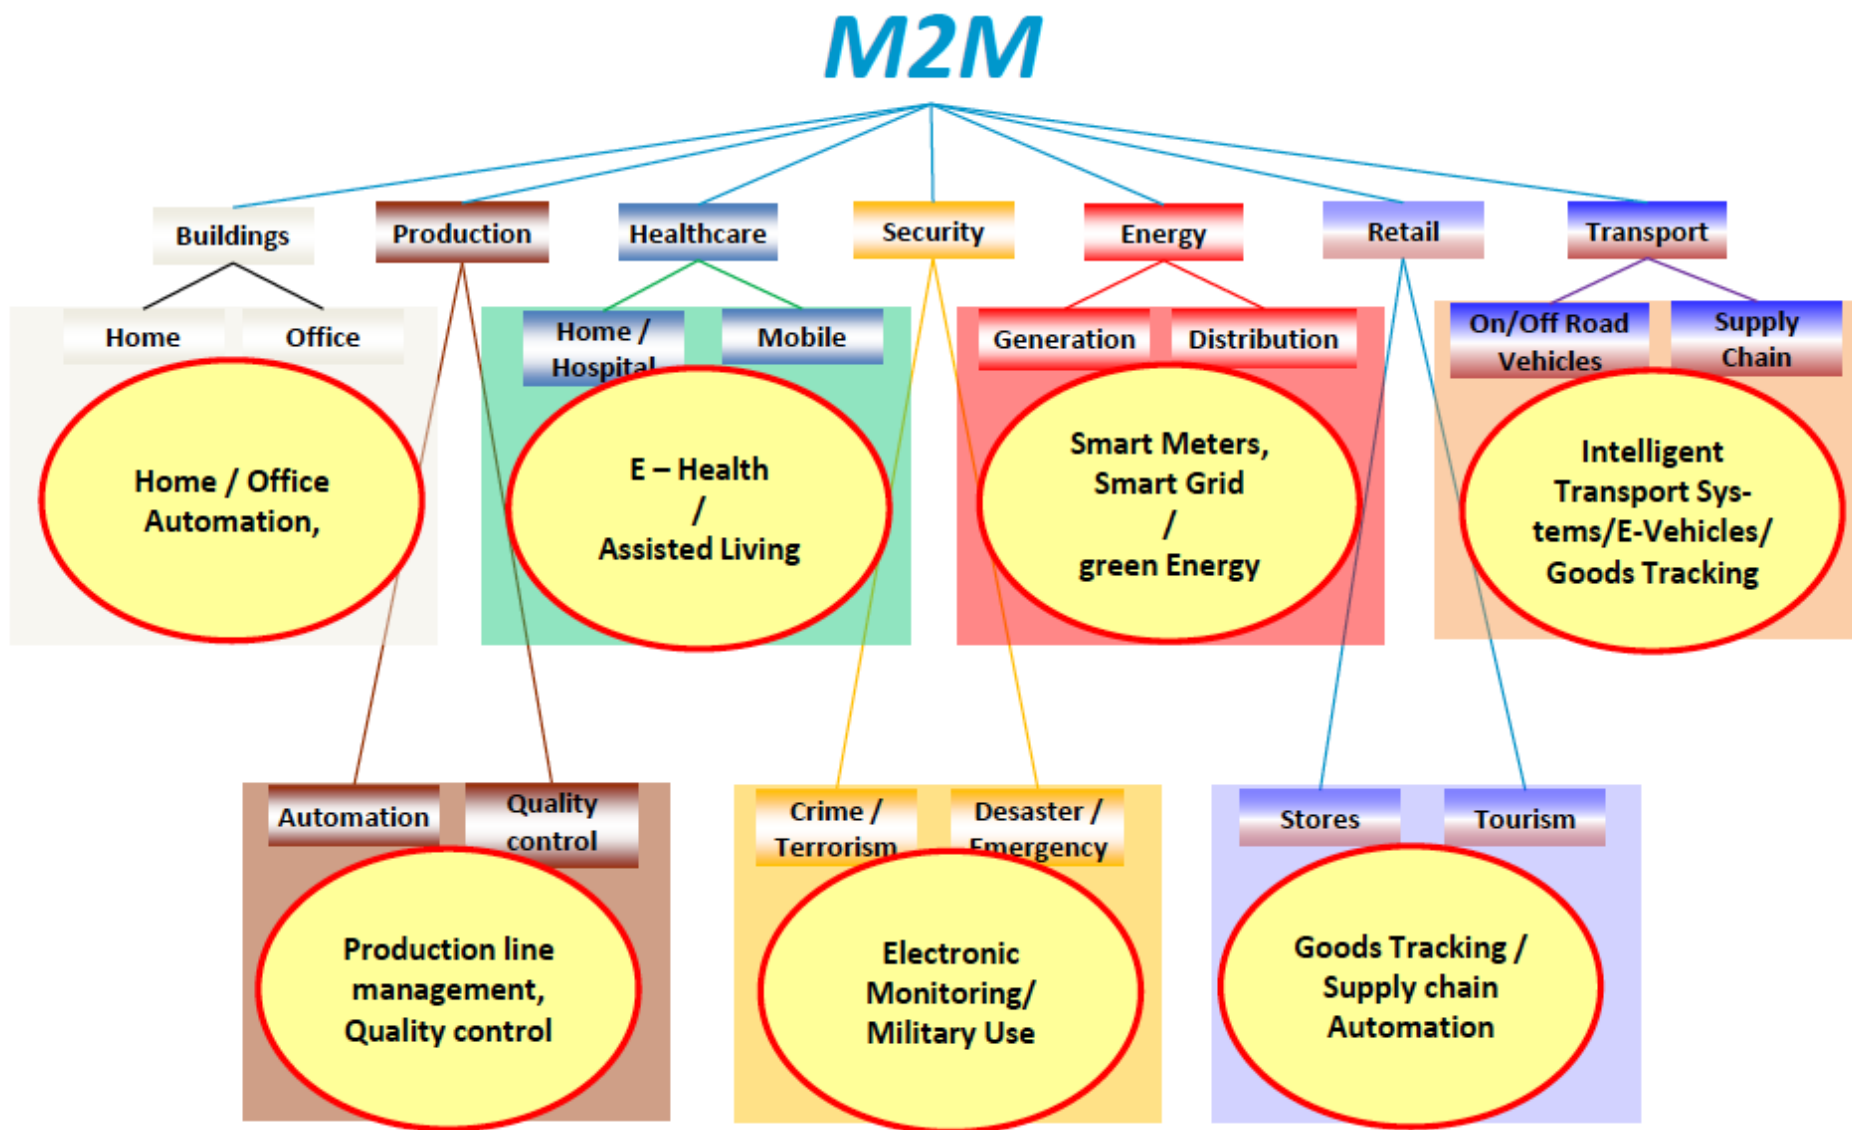 M2M
Buildings
Production
Healthcare
Security
Energy
Retail
Transport
Home
Office
Home /
Hospital
Mobile
Generation
Distribution
On/Off Road
Vehicles
Supply
Chain
Home / Office
Automation,
E – Health
/
Assisted Living
Smart Meters,
Smart Grid
/
green Energy
Intelligent
Transport Sys-
tems/E-Vehicles/
Goods Tracking
Automation
Quality
control
Crime /
Terrorism
Desaster /
Emergency
Stores
Tourism
Production line
management,
Quality control
Electronic
Monitoring/
Military Use
Goods Tracking /
Supply chain
Automation